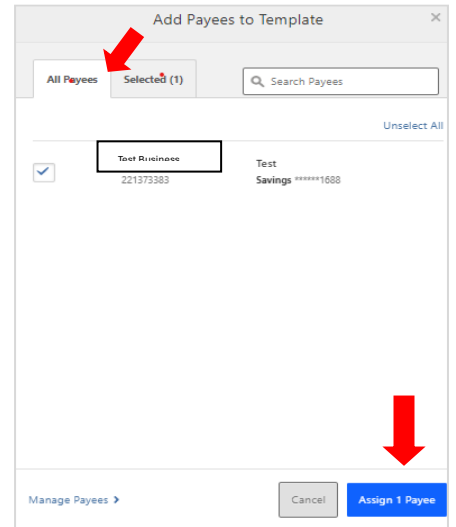 Add Payees to Template
×
All Payees
Selected (1)
Search Payees
Unselect All
Test Business
Test
221373383
Savings ******1688
Manage Payees >
Cancel
Assign 1 Payee